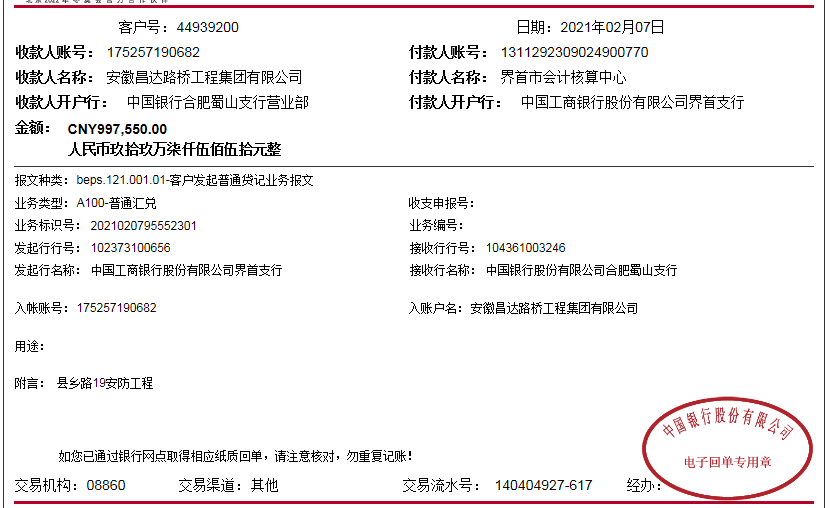 客户号：44939200 日期：2021年02月07日
收款人账号：175257190682 付款人账号：1311292309024900770
收款人名称：安徽昌达路桥工程集团有限公司 付款人名称：界首市会计核算中心
收款人开户行：中国银行合肥蜀山支行营业部 付款人开户行：中国工商银行股份有限公司界首支行
金额：CNY997,550.00
人民币玖拾玖万柒仟伍佰伍拾元整
报文种类：beps.121.001.01-客户发起普通贷记业务报文
业务类型：A100-普通汇兑 收支申报号：
业务标识号：2021020795552301 业务编号：
发起行行号：102373100656 接收行行号：104361003246
发起行名称：中国工商银行股份有限公司界首支行 接收行名称：中国银行股份有限公司合肥蜀山支行
入帐账号：175257190682 入账户名：安徽昌达路桥工程集团有限公司
用途：
附言：县乡路19安防工程
中国银行股份有限公司
电子回单专用章
如您已通过银行网点取得相应纸质回单，请注意核对，勿重复记账！
交易机构：08860 交易渠道：其他 交易流水号：140404927-617 经办：